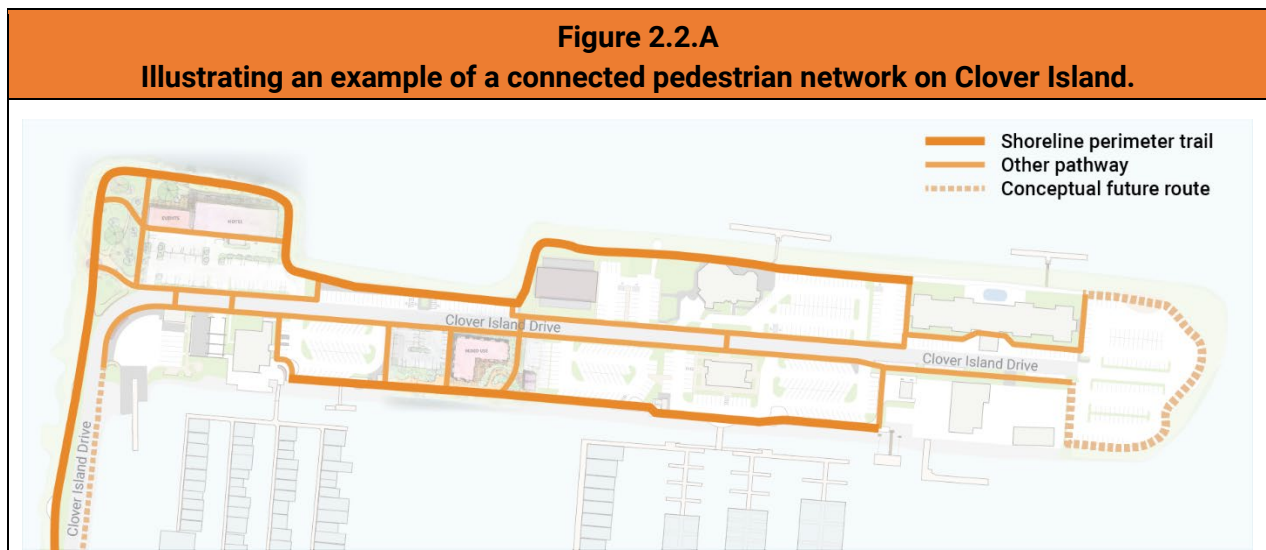 Figure 2.2.A
Illustrating an example of a connected pedestrian network on Clover Island.
Shoreline perimeter trail
Other pathway
Conceptual future route
Clover Island Drive
Clover Island Drive
Clover Island Drive